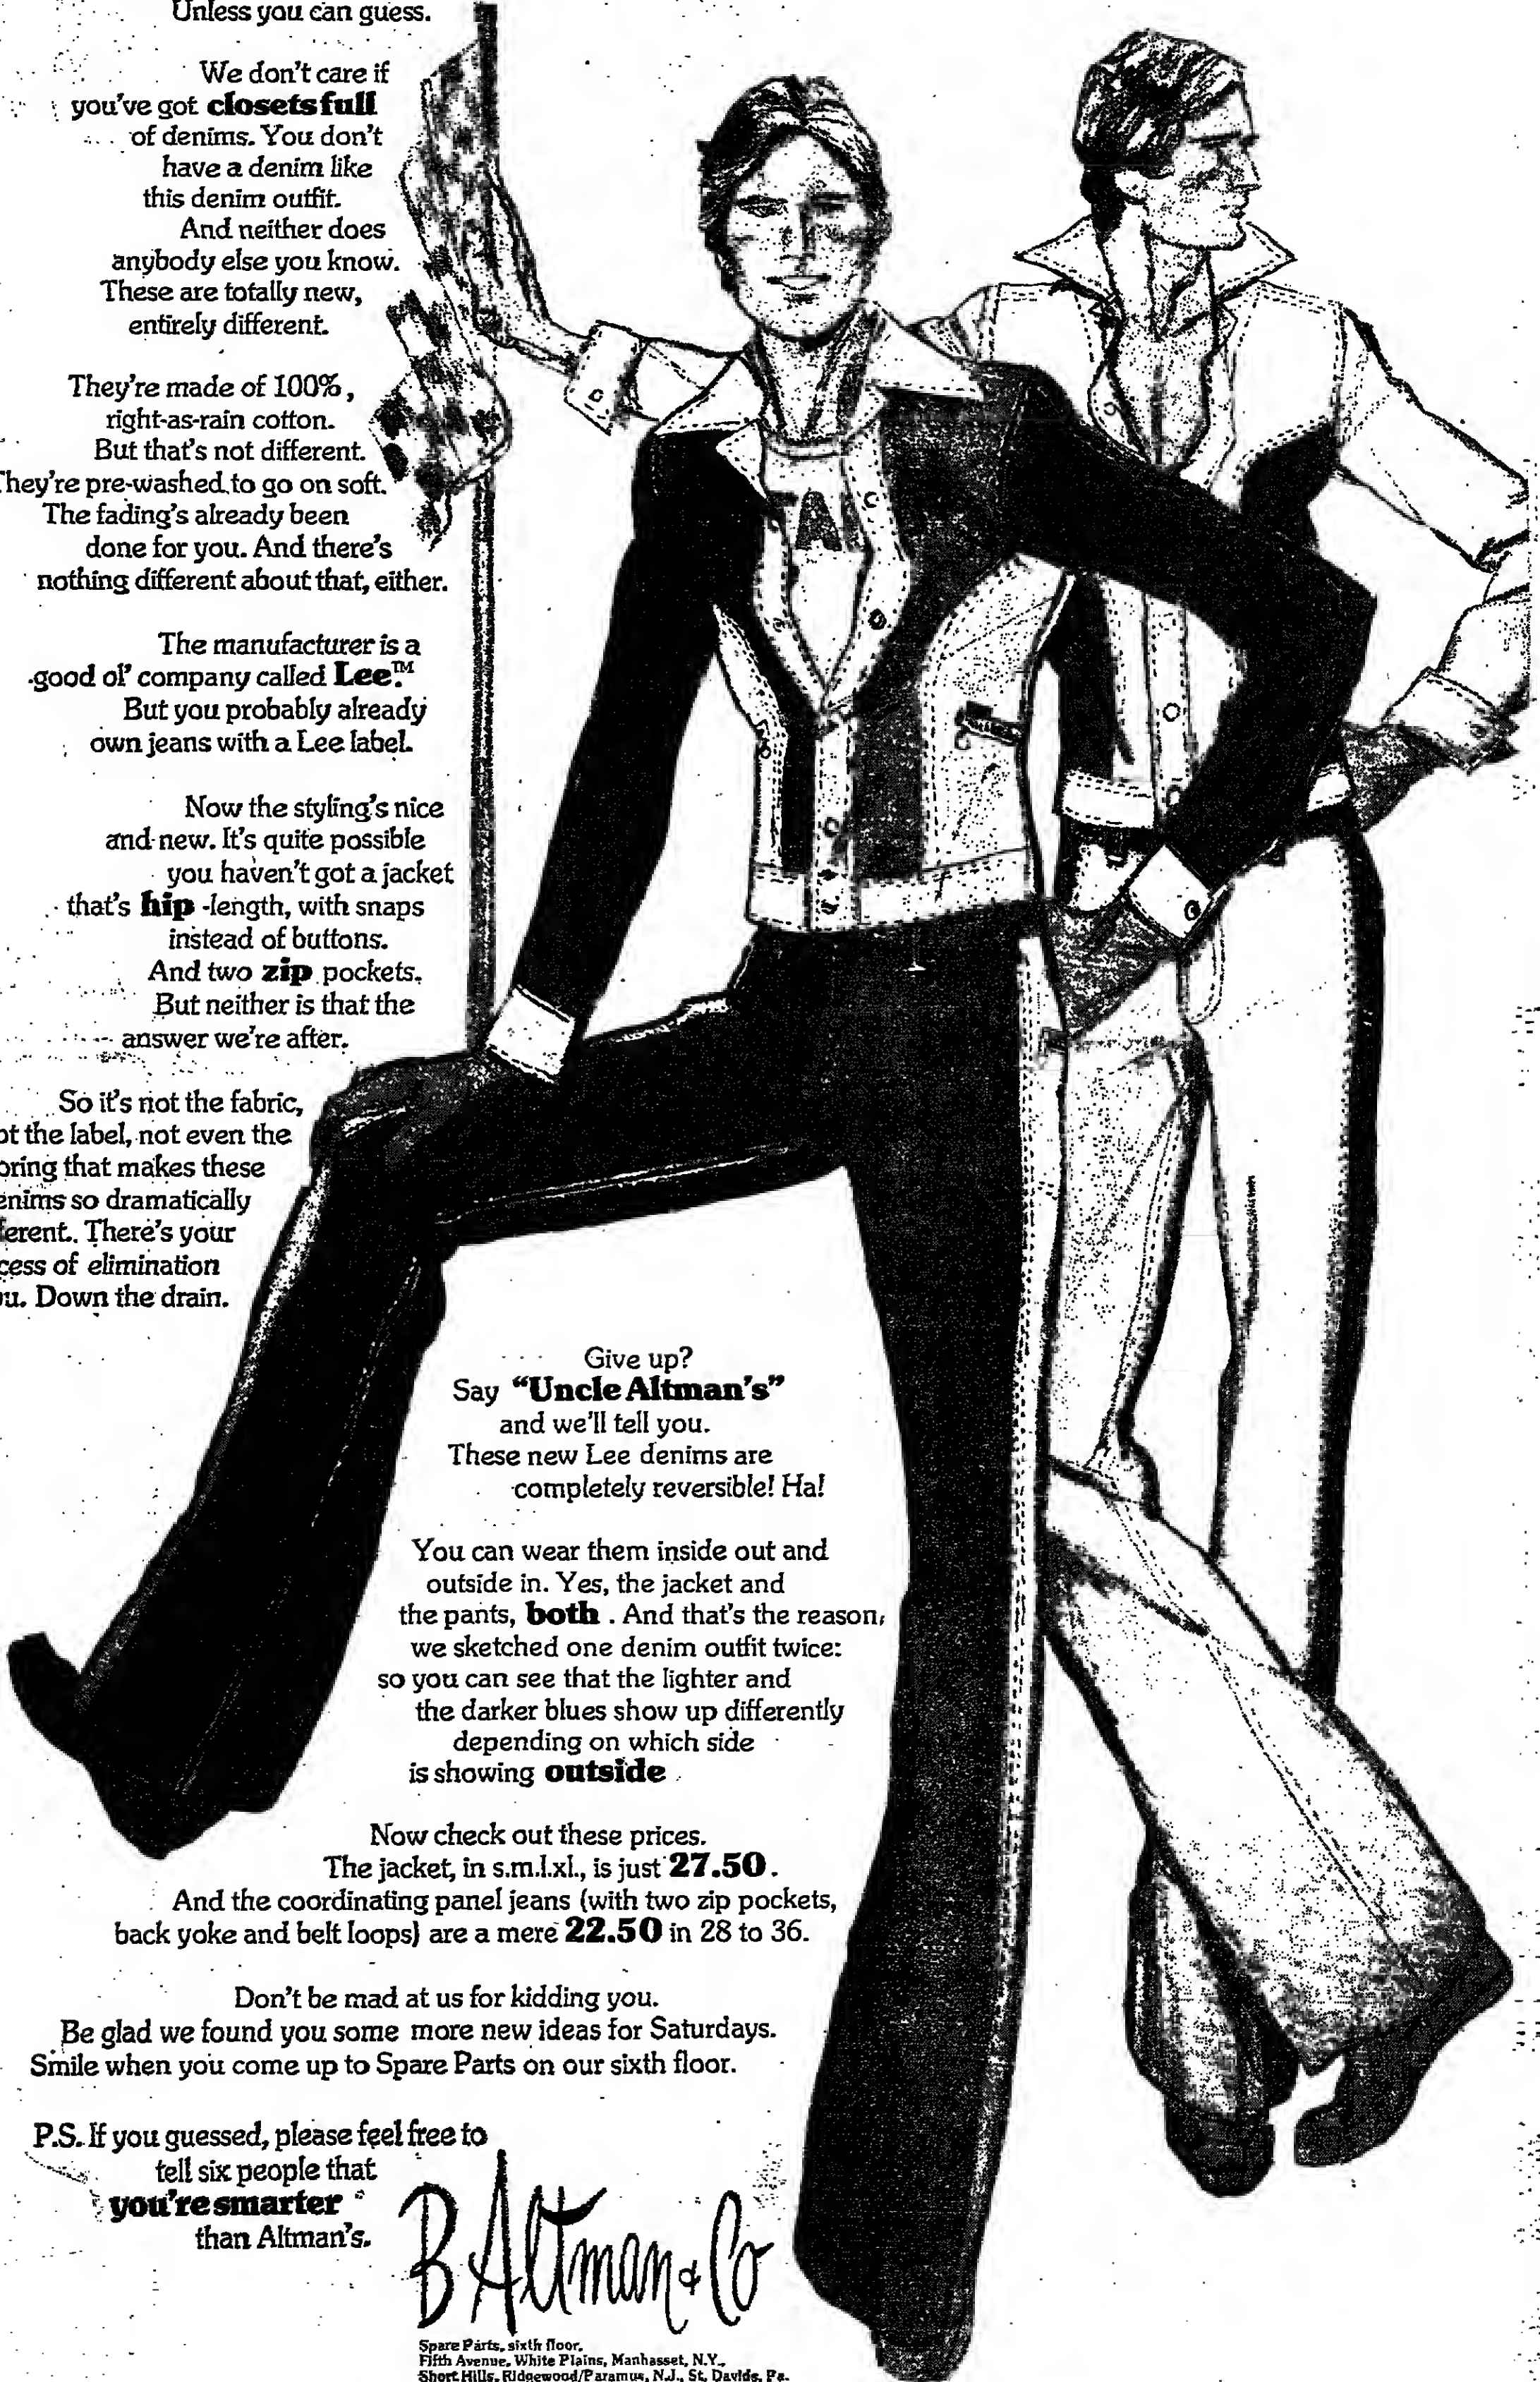 Unless you can guess.
We don't care if
you've got closets full
of denims. You don't
have a denim like
this denim outfit.
And neither does
anybody else you know.
These are totally new,
entirely different.
They're made of 100%,
right-as-rain cotton.
But that's not different.
They're pre-washed to go on soft.
The fading's already been
done for you. And there's
nothing different about that, either.
The manufacturer is a
good ol' company called Lee.™
But you probably already
own jeans with a Lee label.
Now the styling's nice
and new. It's quite possible
you haven't got a jacket
that's hip -length, with snaps
instead of buttons.
And two zip pockets.
But neither is that the
answer we're after.
So it's not the fabric,
the label, not even the
that makes these
so dramatically
There's your
of elimination
Down the drain.
TA
Give up?
Say "Uncle Altman's"
and we'll tell you.
These new Lee denims are
completely reversible! Ha!
You can wear them inside out and
outside in. Yes, the jacket and
the pants, both . And that's the reason,
we sketched one denim outfit twice:
so you can see that the lighter and
the darker blues show up differently
depending on which side
is showing outside
Now check out these prices.
The jacket, in s.m.l.xl., is just 27.50.
And the coordinating panel jeans (with two zip pockets,
back yoke and belt loops) are a mere 22.50 in 28 to 36.
Don't be mad at us for kidding you.
Be glad we found you some more new ideas for Saturdays.
Smile when you come up to Spare Parts on our sixth floor.
P.S. If you guessed, please feel free to
tell six people that
you're smarter
than Altman's.
B Altman & Co
Spare Parts, sixth floor.
Fifth Avenue, White Plains, Manhasset, N.Y.,
Short Hills, Ridgewood/Paramus, N.J., St. Davids, Pa.